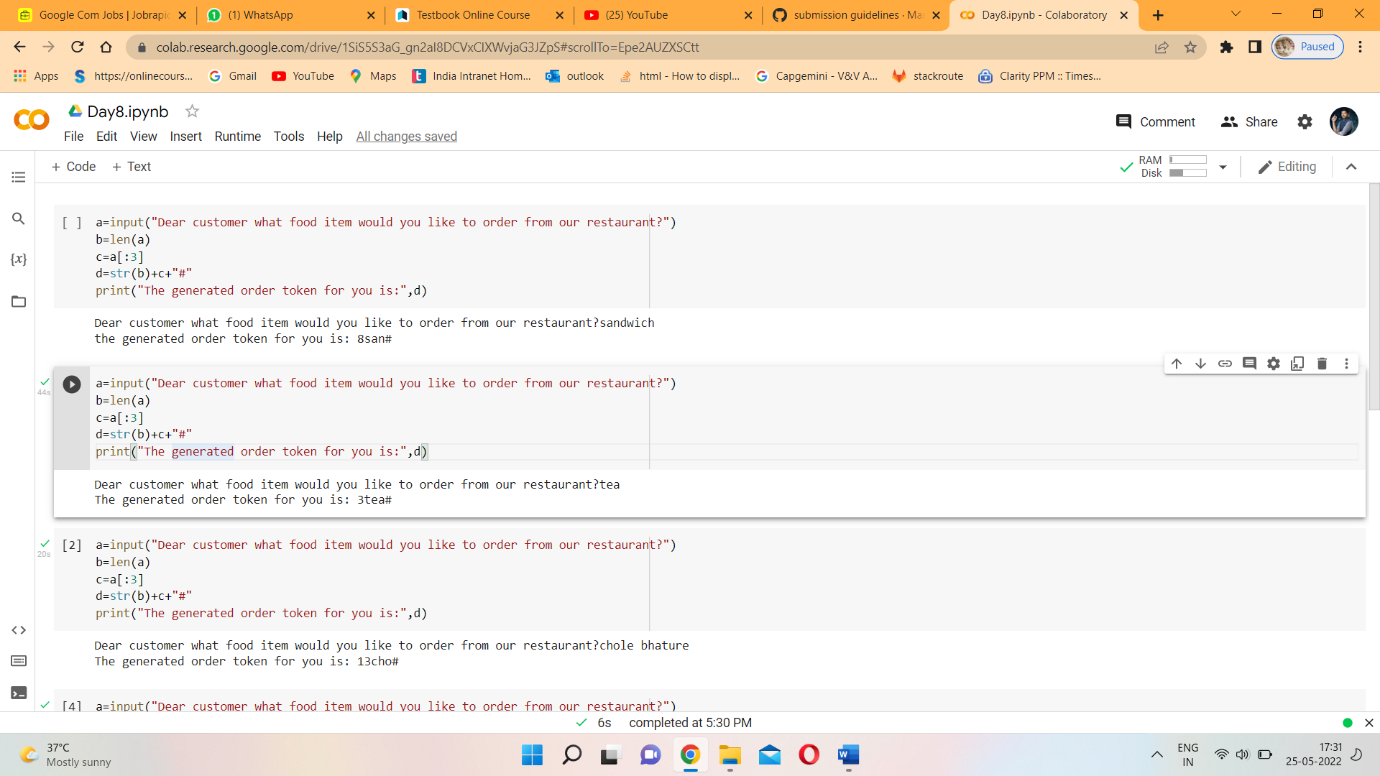 Google Com Jobs | Jobrapid
(1) WhatsApp
Testbook Online Course
(25) YouTube
submission guidelines · Ma
Day8.ipynb - Colaboratory
colab.research.google.com/drive/1SiS5S3aG_gn2aI8DCVxCIXWvjaG3JZpS#scrollTo=Epe2AUZXSCtt
Paused
Apps
https://onlinecours...
Gmail
YouTube
Maps
India Intranet Hom...
outlook
html - How to displ...
Capgemini - V&V A...
stackroute
Clarity PPM :: Times...
Day8.ipynb
File Edit View Insert Runtime Tools Help All changes saved
Comment
Share
+ Code + Text
RAM
Disk
Editing
[ ] a=input("Dear customer what food item would you like to order from our restaurant?")
b=len(a)
c=a[:3]
d=str(b)+c+"#"
print("The generated order token for you is:",d)
Dear customer what food item would you like to order from our restaurant?sandwich
the generated order token for you is: 8san#
44s
a=input("Dear customer what food item would you like to order from our restaurant?")
b=len(a)
c=a[:3]
d=str(b)+c+"#"
print("The generated order token for you is:",d)
Dear customer what food item would you like to order from our restaurant?tea
The generated order token for you is: 3tea#
20s
[2] a=input("Dear customer what food item would you like to order from our restaurant?")
b=len(a)
c=a[:3]
d=str(b)+c+"#"
print("The generated order token for you is:",d)
Dear customer what food item would you like to order from our restaurant?chole bhature
The generated order token for you is: 13cho#
[4] a=input("Dear customer what food item would you like to order from our restaurant?")
6s completed at 5:30 PM
37°C
Mostly sunny
ENG
IN
17:31
25-05-2022